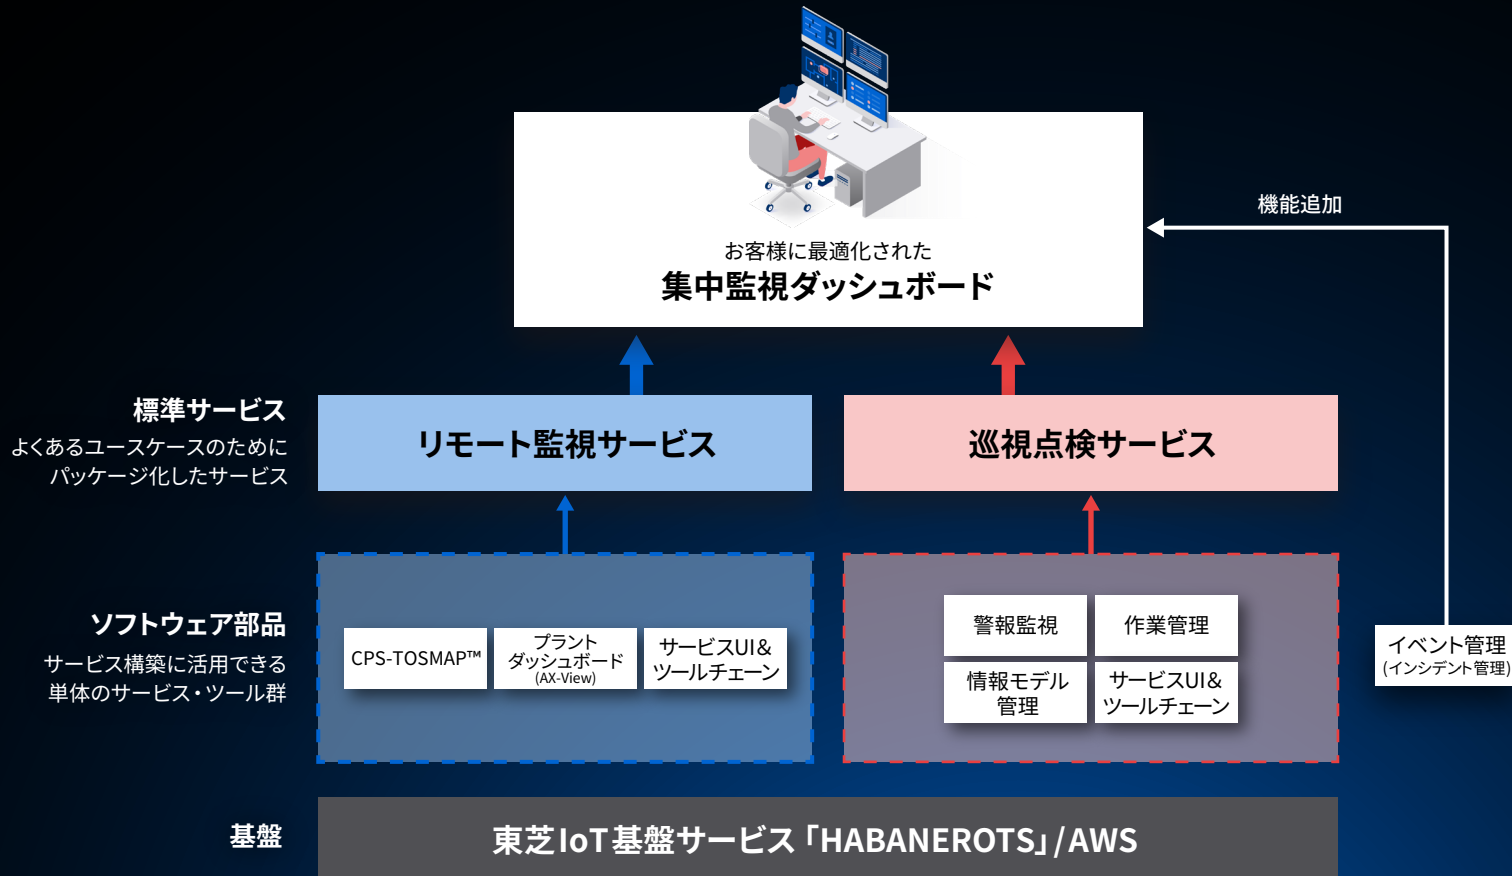 機能追加
お客様に最適化された
集中監視ダッシュボード
標準サービス
よくあるユースケースのために
パッケージ化したサービス
リモート監視サービス
巡視点検サービス
ソフトウェア部品
サービス構築に活用できる
単体のサービス・ツール群
CPS-TOSMAP™
プラント
ダッシュボード
(AX-View)
サービスUI&
ツールチェーン
警報監視
作業管理
情報モデル
管理
サービスUI&
ツールチェーン
イベント管理
(インシデント管理)
基盤
東芝IoT基盤サービス「HABANEROTS」/AWS